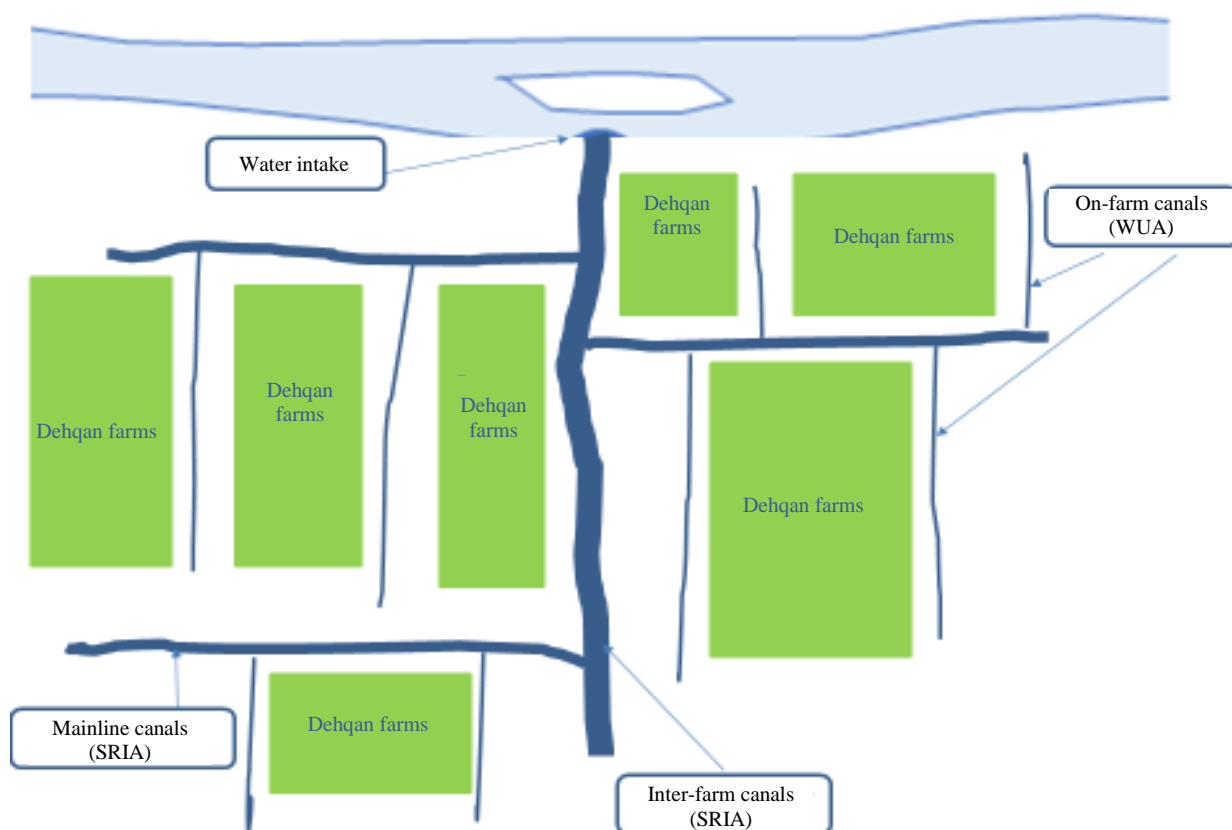 Water intake
Dehqan
farms
Dehqan farms
On-farm canals
(WUA)
Dehqan farms
Dehqan
farms
Dehqan
farms
Dehqan farms
Dehqan farms
Mainline canals
(SRIA)
Inter-farm canals
(SRIA)